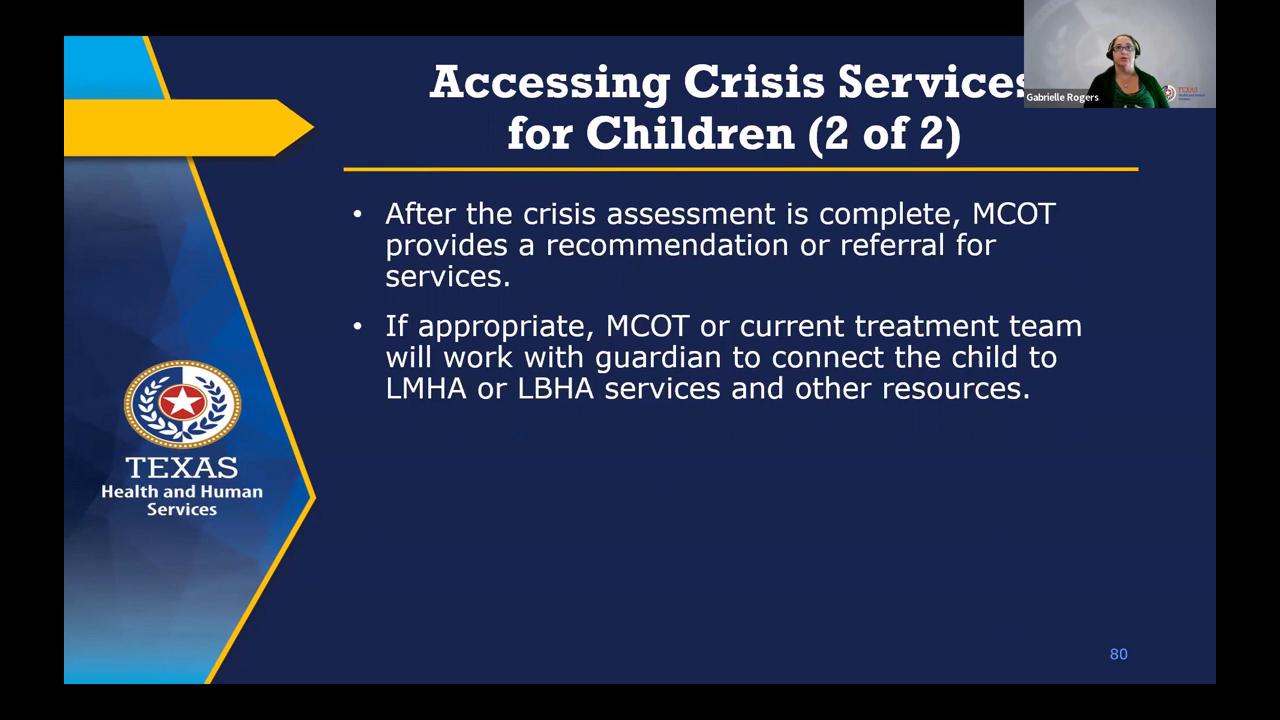 Accessing Crisis Services
for Children (2 of 2)
Gabrielle Rogers
TEXAS
• After the crisis assessment is complete, MCOT
provides a recommendation or referral for
services.
• If appropriate, MCOT or current treatment team
will work with guardian to connect the child to
LMHA or LBHA services and other resources.
TEXAS
Health and Human
Services
80